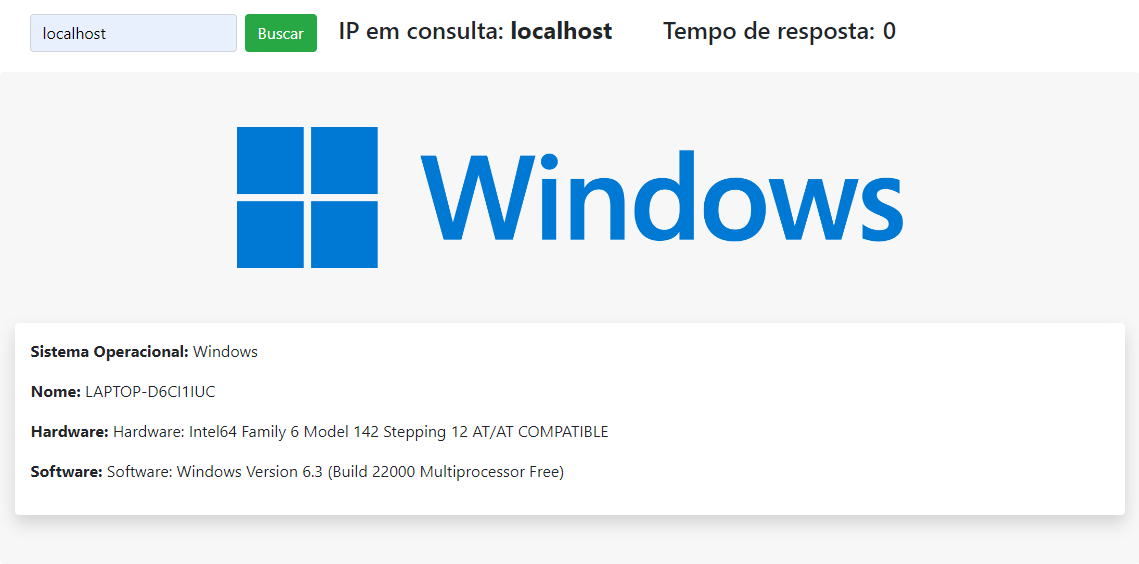 localhost Buscar IP em consulta: localhost Tempo de resposta: 0
Windows
Sistema Operacional: Windows
Nome: LAPTOP-D6CI1IUC
Hardware: Hardware: Intel64 Family 6 Model 142 Stepping 12 AT/AT COMPATIBLE
Software: Software: Windows Version 6.3 (Build 22000 Multiprocessor Free)